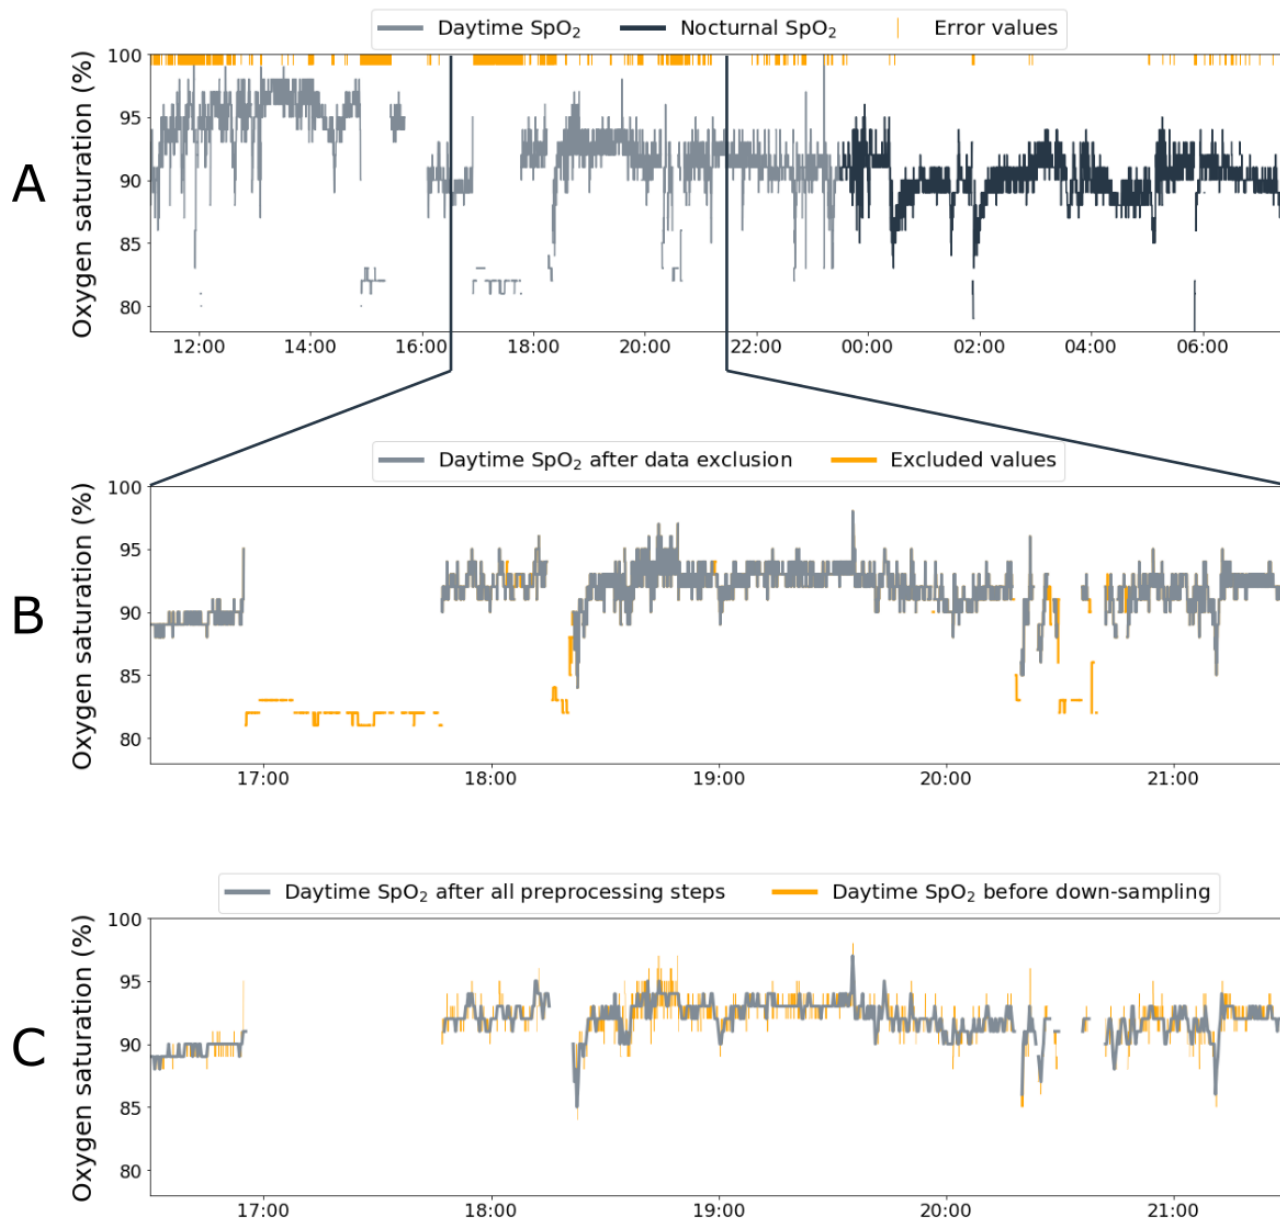 Daytime SpO₂ Nocturnal SpO₂ Error values
A
Oxygen saturation (%)
100
95
90
85
80
12:00 14:00 16:00 18:00 20:00 22:00 00:00 02:00 04:00 06:00
Daytime SpO₂ after data exclusion Excluded values
B
Oxygen saturation (%)
100
95
90
85
80
17:00 18:00 19:00 20:00 21:00
Daytime SpO₂ after all preprocessing steps Daytime SpO₂ before down-sampling
C
Oxygen saturation (%)
100
95
90
85
80
17:00 18:00 19:00 20:00 21:00